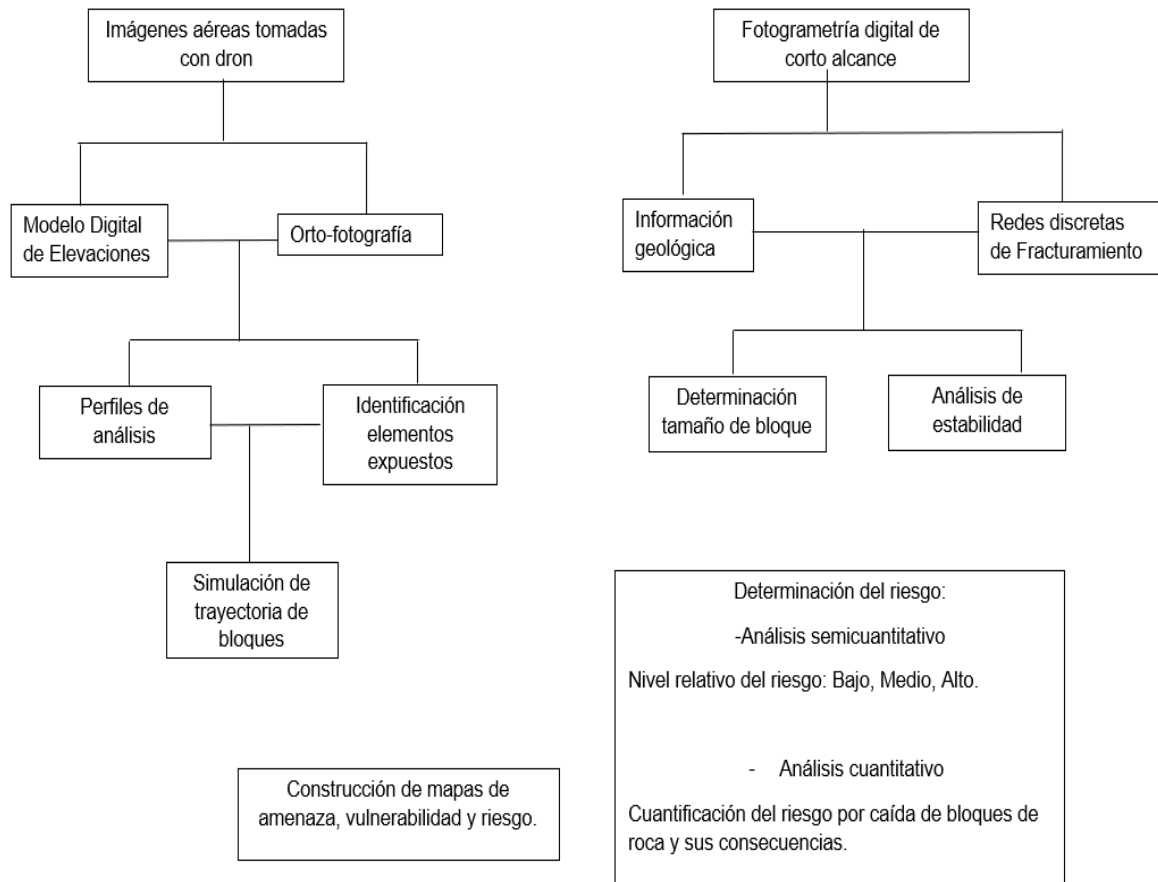 Imágenes aéreas tomadas
con dron
Fotogrametría digital de
corto alcance
Modelo Digital
de Elevaciones
Orto-fotografía
Información
geológica
Redes discretas
de Fracturamiento
Perfiles de
análisis
Identificación
elementos
expuestos
Determinación
tamaño de bloque
Análisis de
estabilidad
Simulación de
trayectoria de
bloques
Determinación del riesgo:
-Análisis semicuantitativo
Nivel relativo del riesgo: Bajo, Medio, Alto.
- Análisis cuantitativo
Cuantificación del riesgo por caída de bloques de
roca y sus consecuencias.
Construcción de mapas de
amenaza, vulnerabilidad y riesgo.